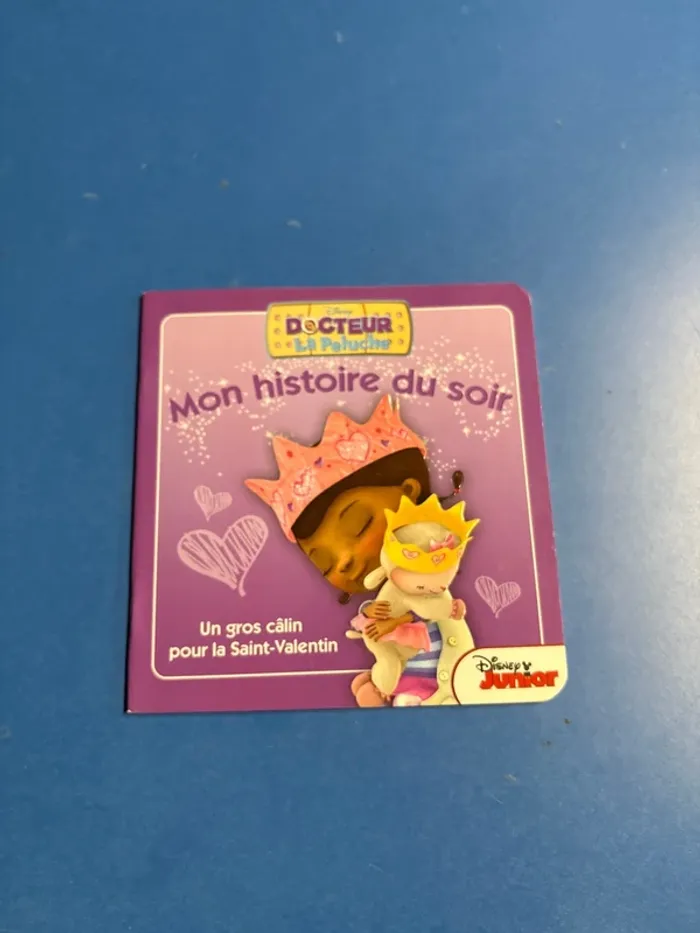 Disney
DOCTEUR
La Peluche
Mon histoire du soir
Un gros câlin
pour la Saint-Valentin
Disney
Junior